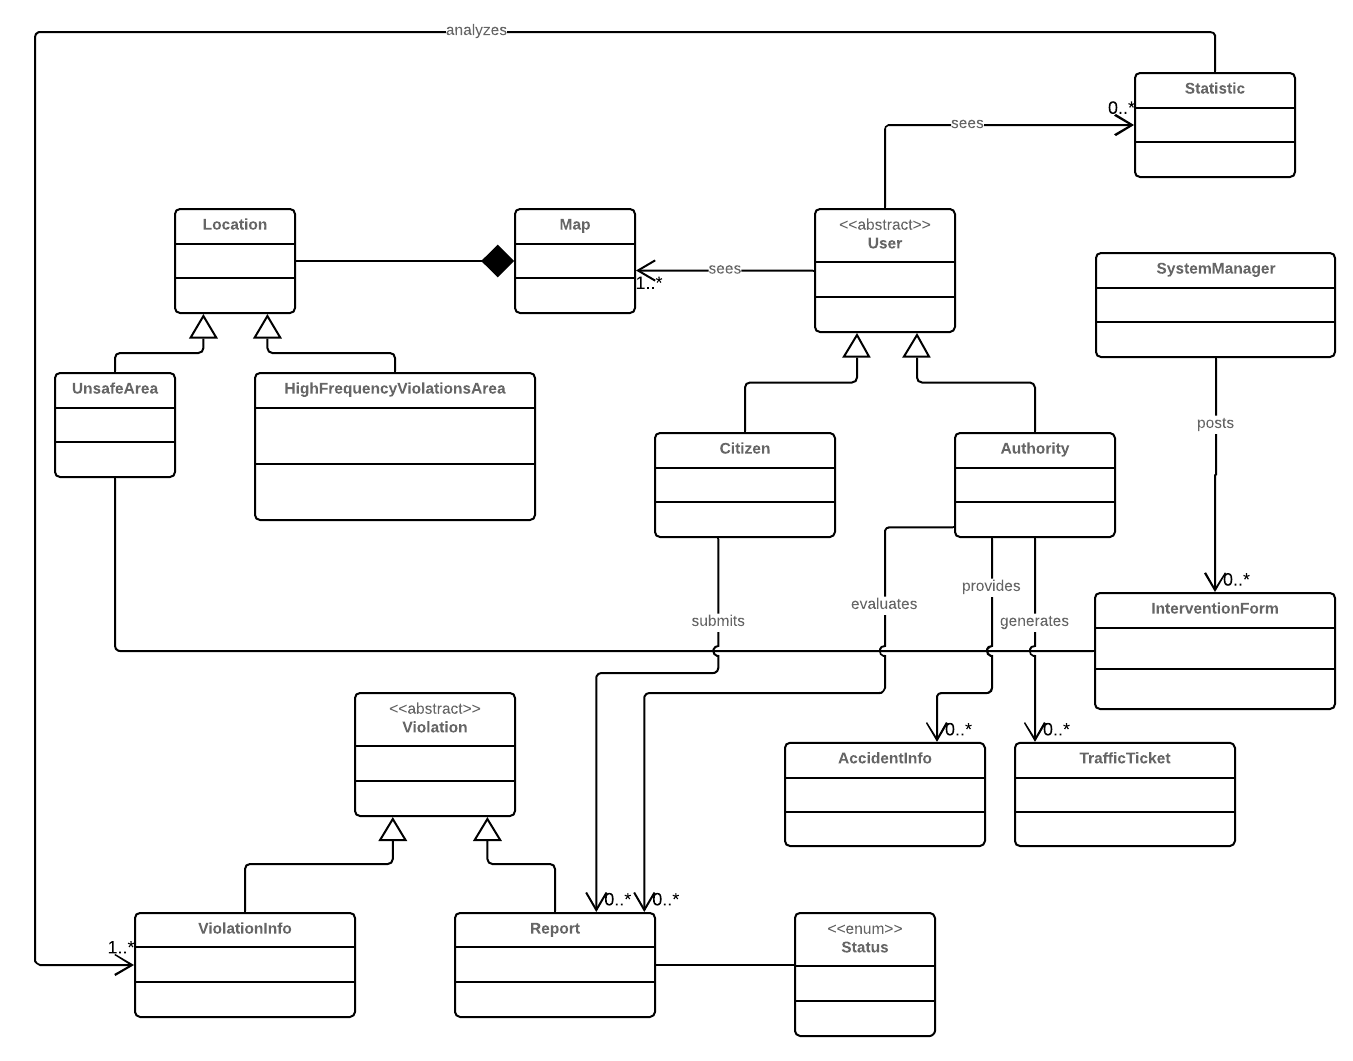 analyzes
Statistic
0..*
sees
Location
Map
<<abstract>>
User
sees
1..*
SystemManager
UnsafeArea
HighFrequencyViolationsArea
posts
Citizen
Authority
0..*
provides
evaluates
generates
submits
InterventionForm
<<abstract>>
Violation
0..*
0..*
AccidentInfo
TrafficTicket
0..*
0..*
ViolationInfo
Report
<<enum>>
Status
1..*